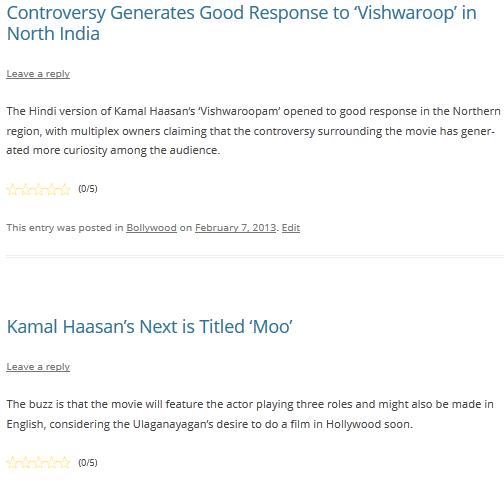 Controversy Generates Good Response to ‘Vishwaroop’ in
North India
Leave a reply
The Hindi version of Kamal Haasan’s ‘Vishwaroopam’ opened to good response in the Northern
region, with multiplex owners claiming that the controversy surrounding the movie has gener-
ated more curiosity among the audience.
(0/5)
This entry was posted in Bollywood on February 7, 2013. Edit
Kamal Haasan’s Next is Titled ‘Moo’
Leave a reply
The buzz is that the movie will feature the actor playing three roles and might also be made in
English, considering the Ulaganayagan’s desire to do a film in Hollywood soon.
(0/5)